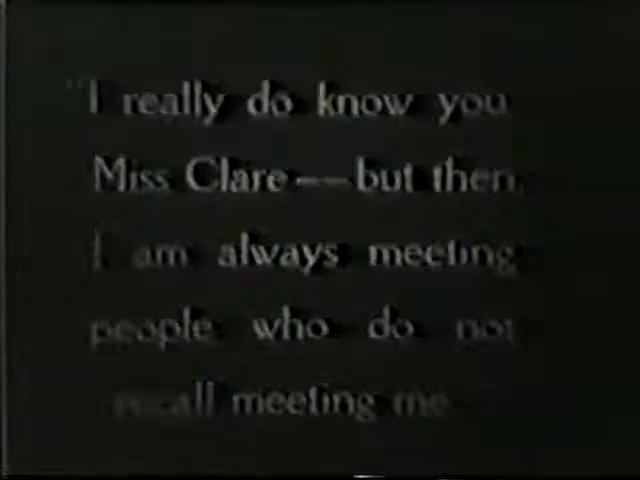 "I really do know you
Miss Clare——but then,
I am always meeting
people who do not
recall meeting me